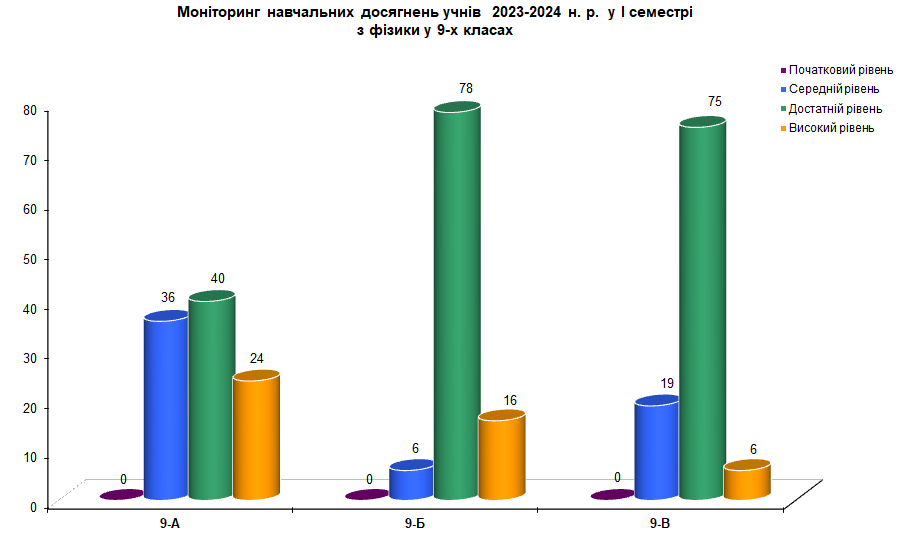 Моніторинг навчальних досягнень учнів 2023-2024 н. р. у І семестрі
з фізики у 9-х класах
Початковий рівень
Середній рівень
Достатній рівень
Високий рівень
80
70
60
50
40
30
20
10
0
0
36
40
24
0
6
78
16
0
19
75
6
9-А
9-Б
9-В